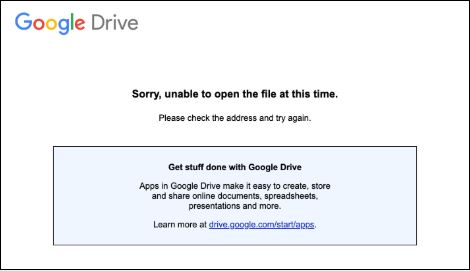 Google Drive
Sorry, unable to open the file at this time.
Please check the address and try again.
Get stuff done with Google Drive
Apps in Google Drive make it easy to create, store
and share online documents, spreadsheets,
presentations and more.
Learn more at drive.google.com/start/apps.